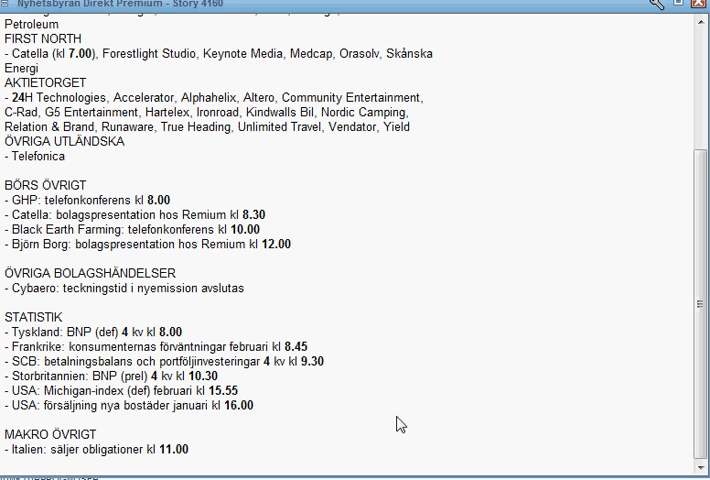 Nyhetsbyrån Direkt Premium - Story 4160
Petroleum
FIRST NORTH
- Catella (kl 7.00), Forestlight Studio, Keynote Media, Medcap, Orasolv, Skånska
Energi
AKTIETORGET
- 24H Technologies, Accelerator, Alphahelix, Altero, Community Entertainment,
C-Rad, G5 Entertainment, Hartelex, Ironroad, Kindwalls Bil, Nordic Camping,
Relation & Brand, Runaware, True Heading, Unlimited Travel, Vendator, Yield
ÖVRIGA UTLÄNDSKA
- Telefonica
BÖRS ÖVRIGT
- GHP: telefonkonferens kl 8.00
- Catella: bolagspresentation hos Remium kl 8.30
- Black Earth Farming: telefonkonferens kl 10.00
- Björn Borg: bolagspresentation hos Remium kl 12.00
ÖVRIGA BOLAGSHÄNDELSER
- Cybaero: teckningstid i nyemission avslutas
STATISTIK
- Tyskland: BNP (def) 4 kv kl 8.00
- Frankrike: konsumenternas förväntningar februari kl 8.45
- SCB: betalningsbalans och portföljinvesteringar 4 kv kl 9.30
- Storbritannien: BNP (prel) 4 kv kl 10.30
- USA: Michigan-index (def) februari kl 15.55
- USA: försäljning nya bostäder januari kl 16.00
MAKRO ÖVRIGT
- Italien: säljer obligationer kl 11.00